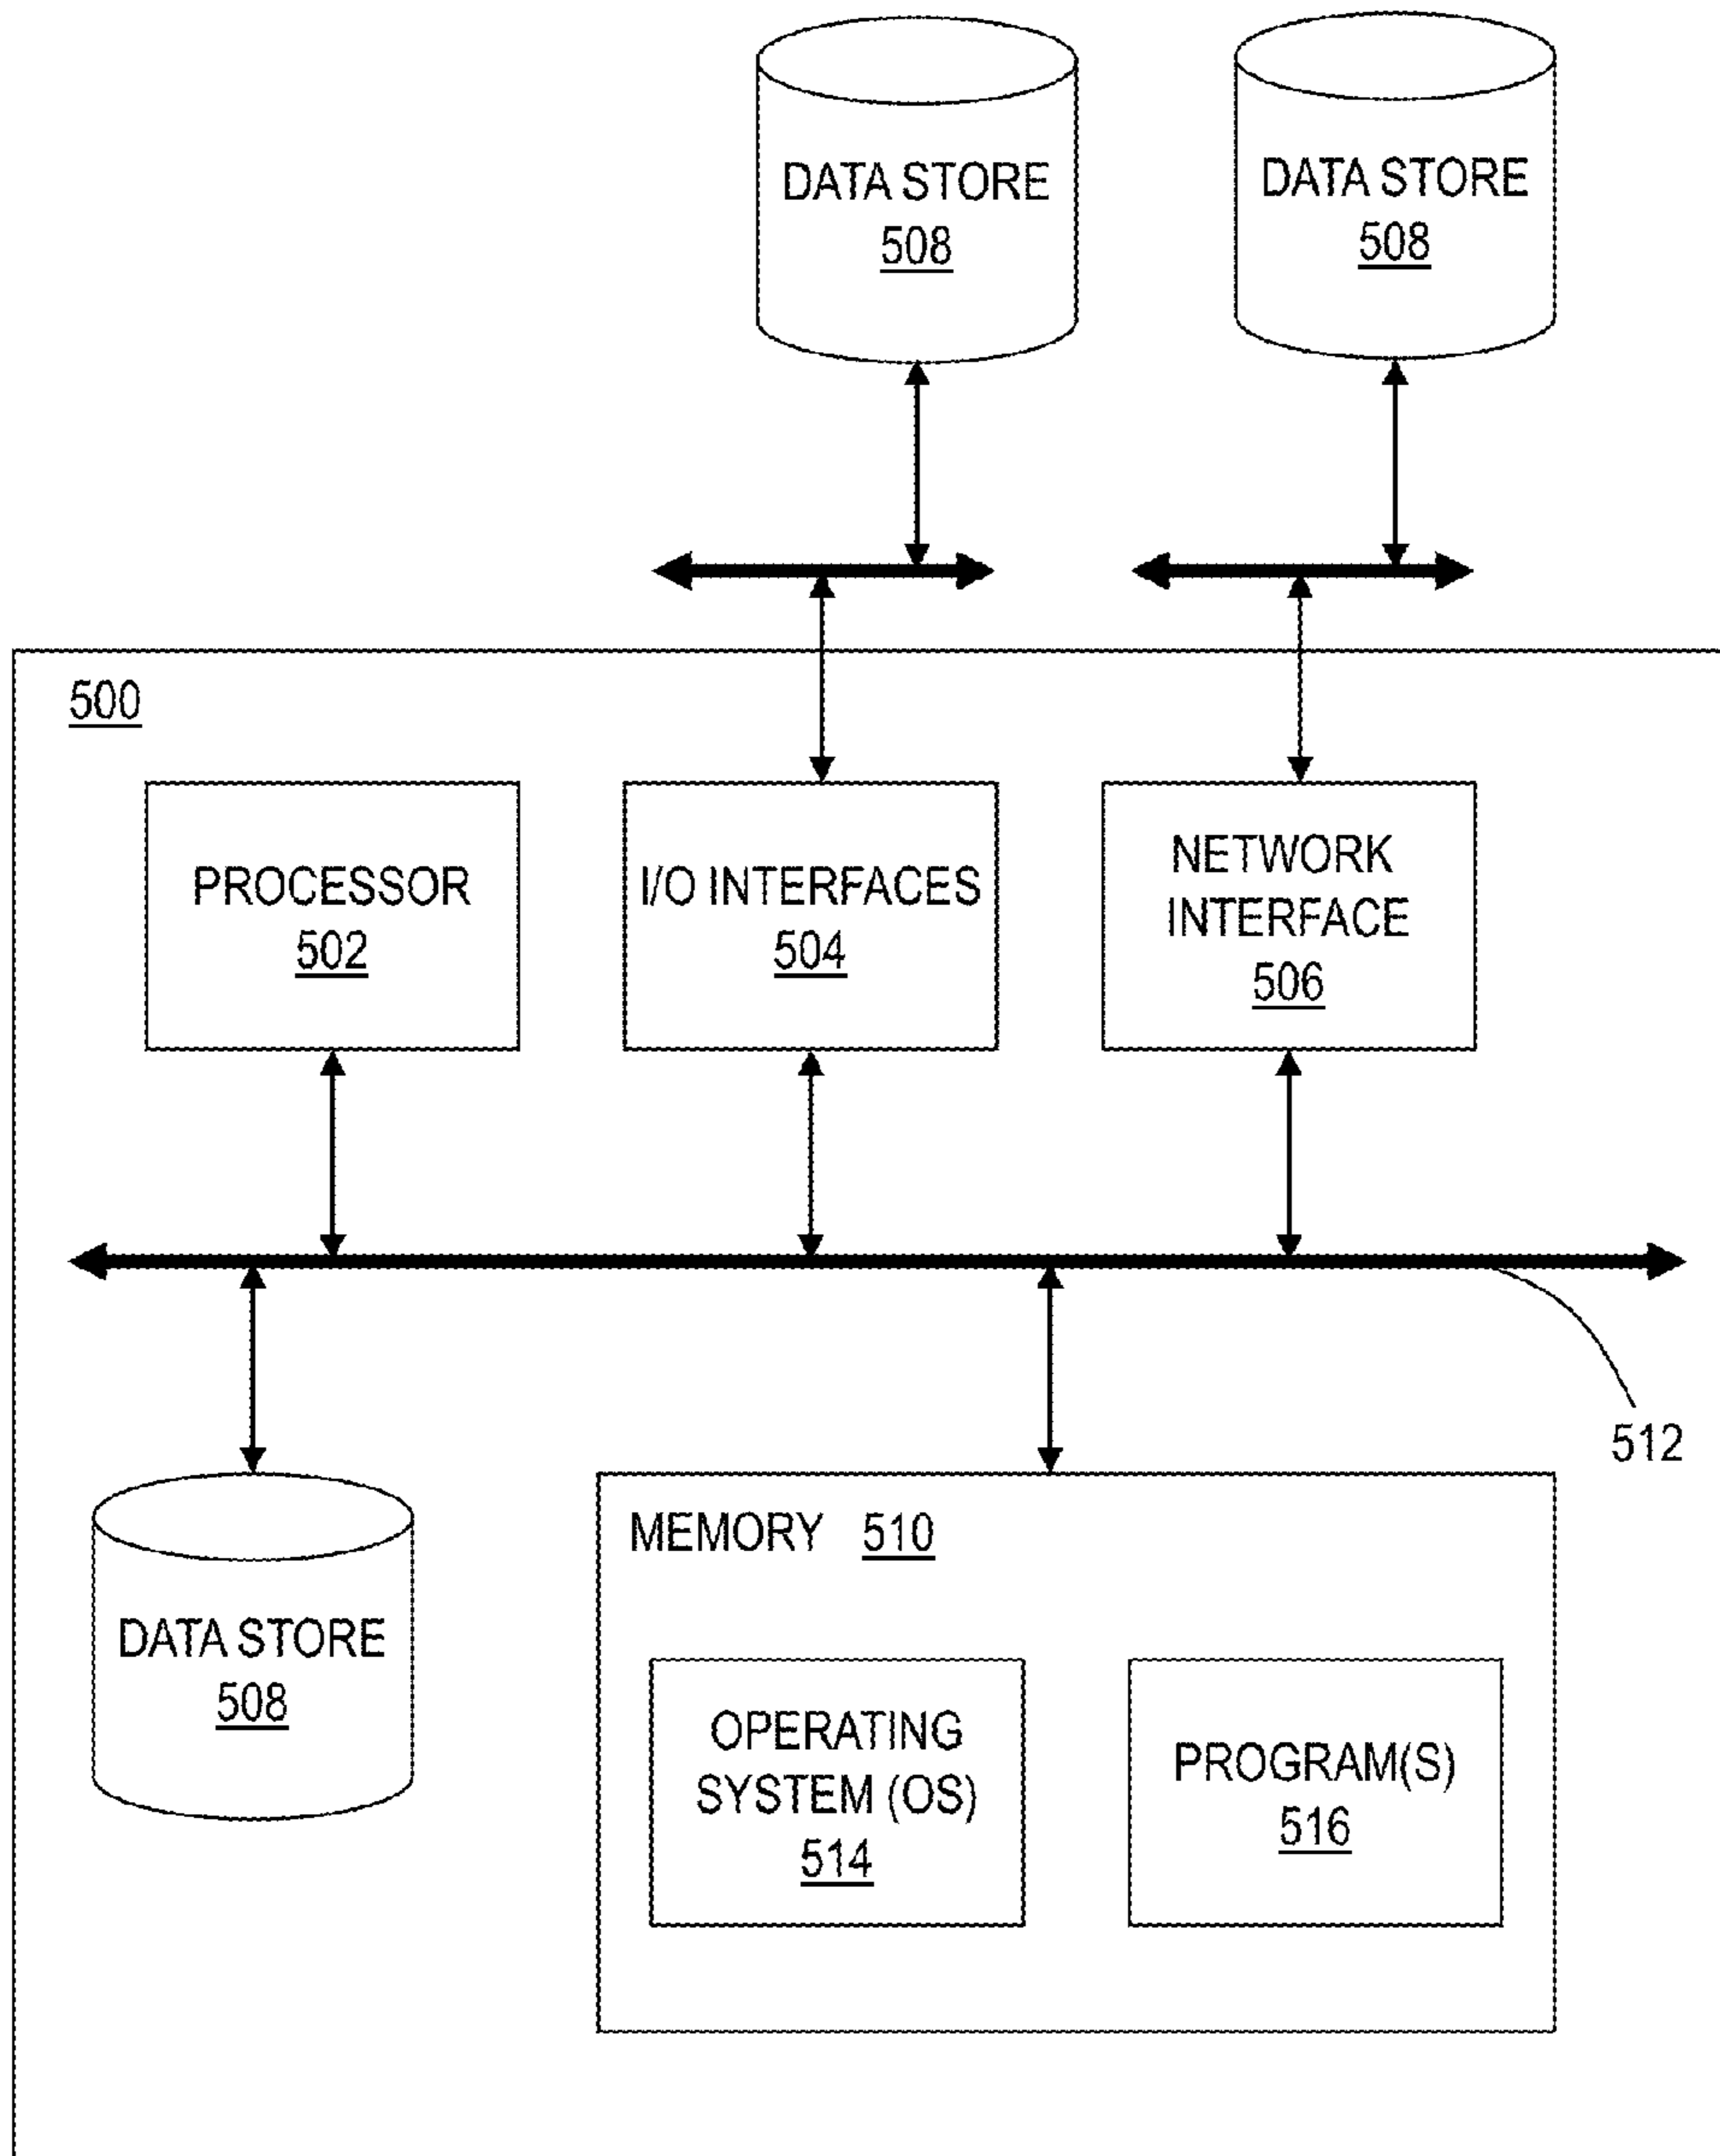 DATA STORE
508
DATA STORE
508
500
PROCESSOR
502
I/O INTERFACES
504
NETWORK
INTERFACE
506
512
DATA STORE
508
MEMORY 510
OPERATING
SYSTEM (OS)
514
PROGRAM(S)
516